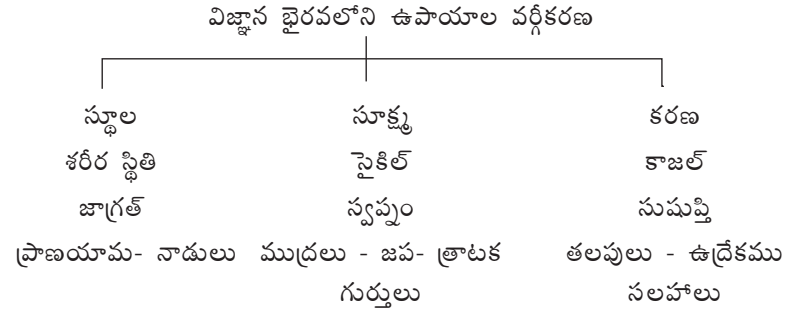 విజ్ఞాన భైరవలోని ఉపాయాల వర్గీకరణ
స్థూల సూక్ష్మ కరణ
శరీర స్థితి సైకిల్ కాజల్
జాగ్రత్ స్వప్నం సుషుప్తి
ప్రాణయామ- నాడులు ముద్రలు - జప- త్రాటక తలపులు - ఉద్రేకము
గుర్తులు సలహాలు